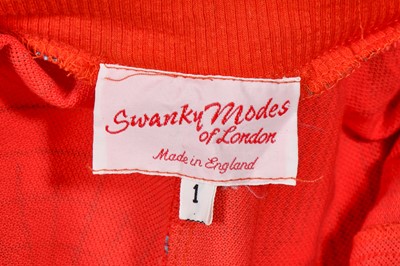 Swanky Modes
of London
Made in England
1